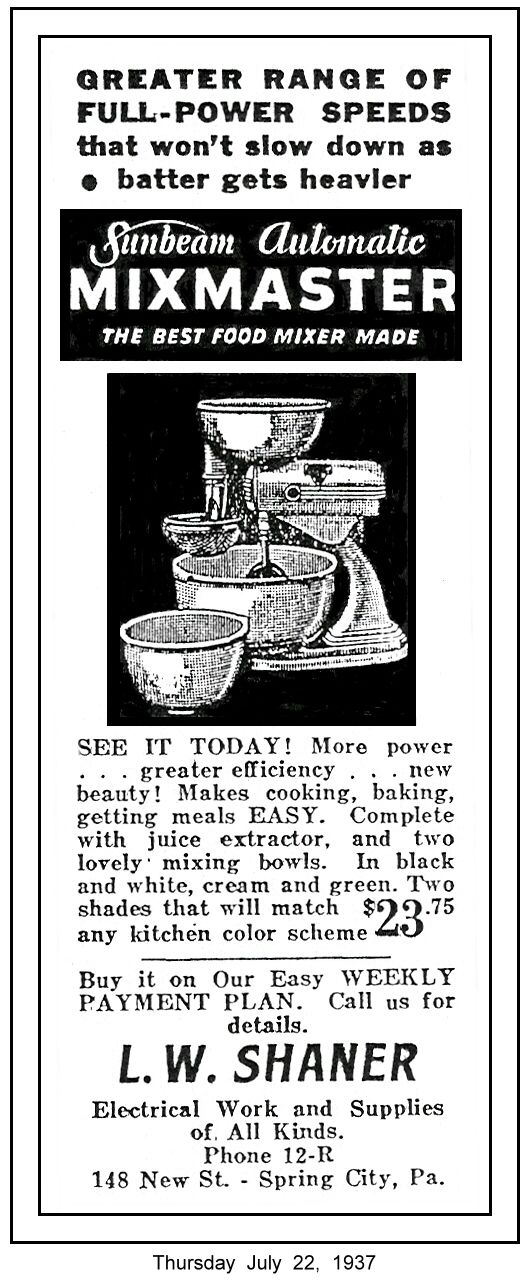 GREATER RANGE OF
FULL-POWER SPEEDS
that won't slow down as
● batter gets heavier
Sunbeam Automatic
MIXMASTER
THE BEST FOOD MIXER MADE
SEE IT TODAY! More power
. . . greater efficiency . . . new
beauty! Makes cooking, baking,
getting meals EASY. Complete
with juice extractor, and two
lovely mixing bowls. In black
and white, cream and green. Two
shades that will match $23.75
any kitchen color scheme
Buy it on Our Easy WEEKLY
PAYMENT PLAN. Call us for
details.
L. W. SHANER
Electrical Work and Supplies
of All Kinds.
Phone 12-R
148 New St. - Spring City, Pa.
Thursday July 22, 1937